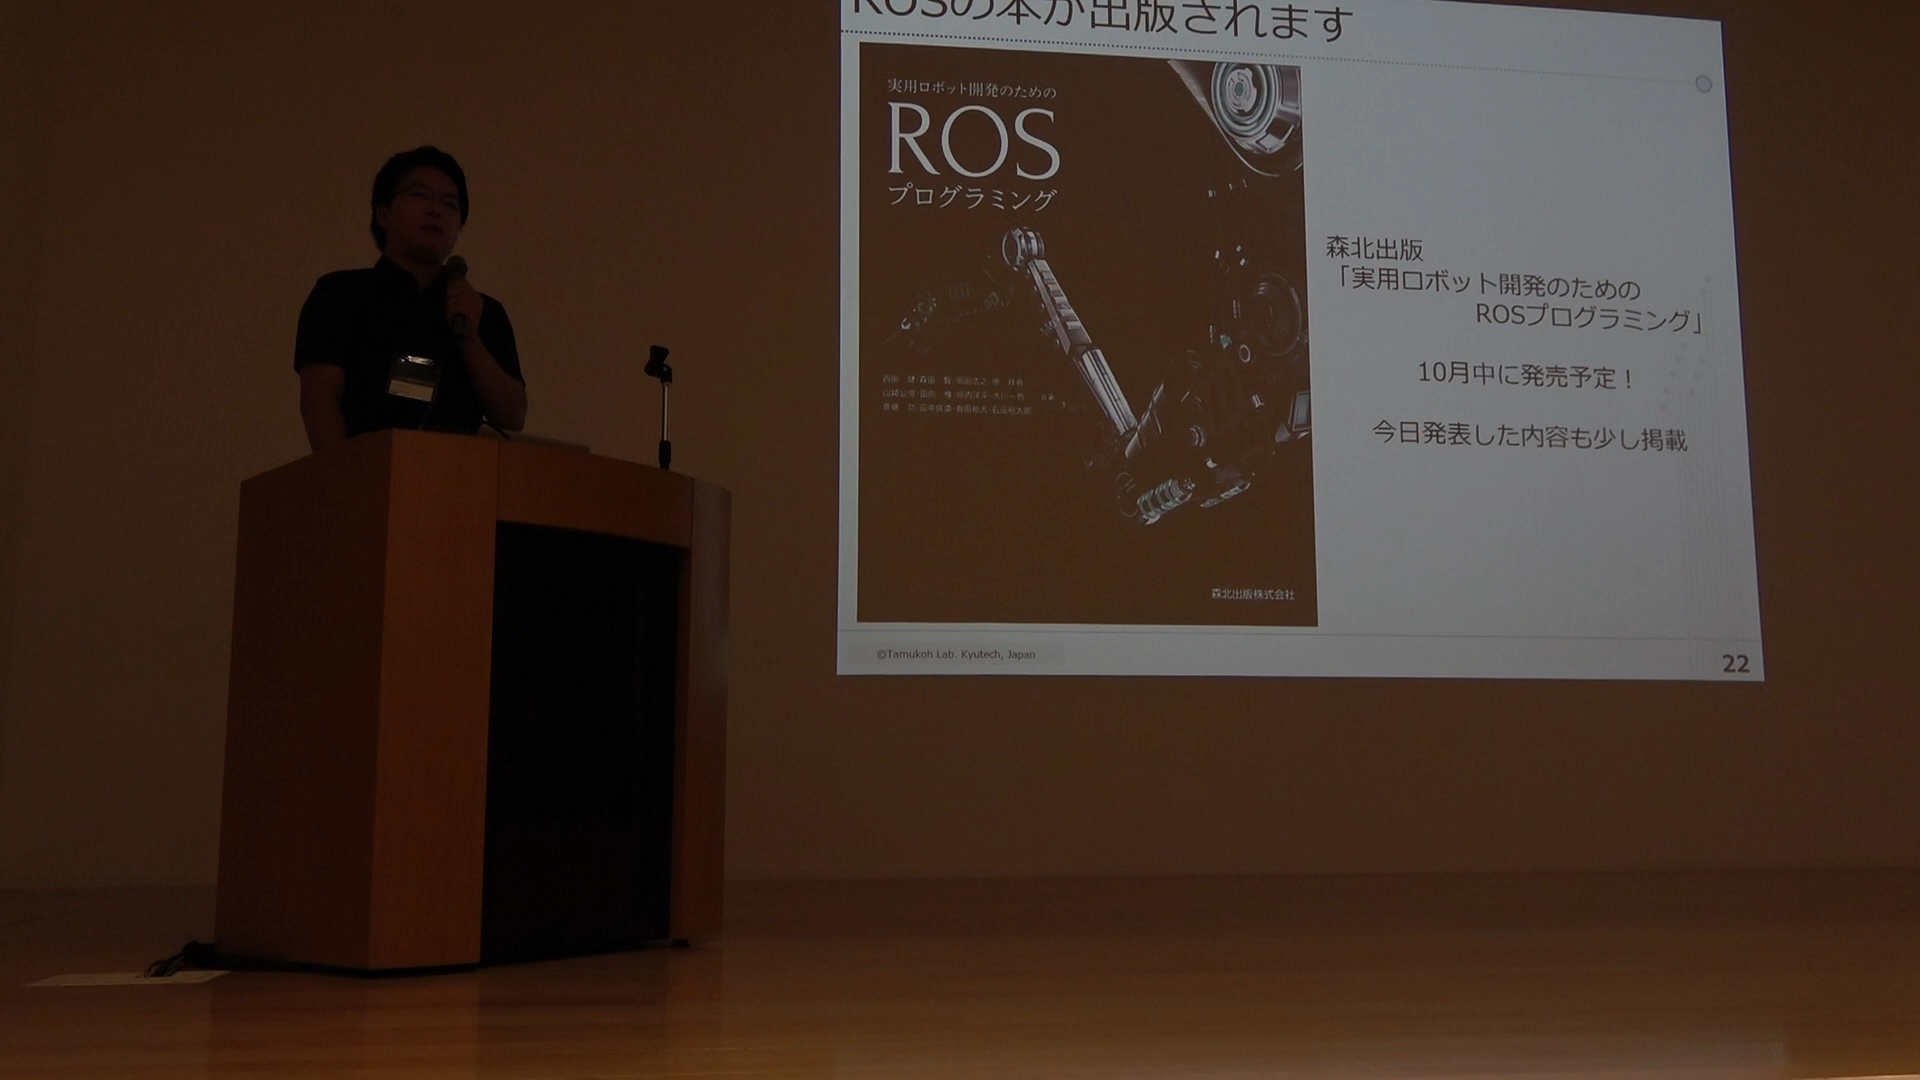 ROSの本が出版されます
実用ロボット開発のための
ROS
プログラミング
森北出版株式会社
森北出版
「実用ロボット開発のための
ROSプログラミング」
10月中に発売予定！
今日発表した内容も少し掲載
©Tamukoh Lab. Kyutech, Japan
22